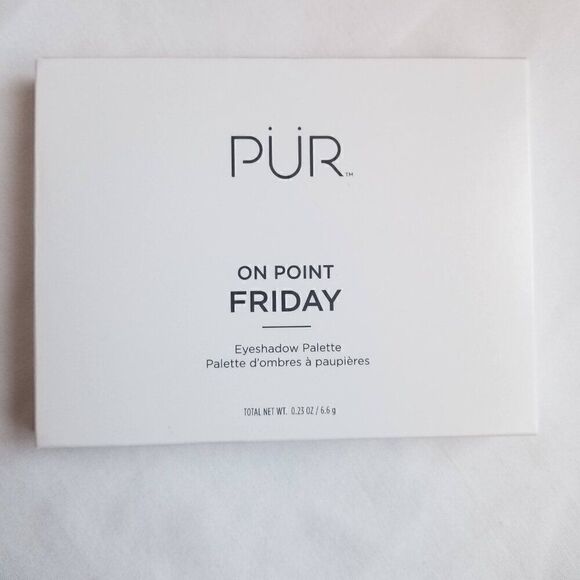 PÜR™
ON POINT
FRIDAY
Eyeshadow Palette
Palette d'ombres à paupières
TOTAL NET WT. 0.23 OZ / 6.6 g